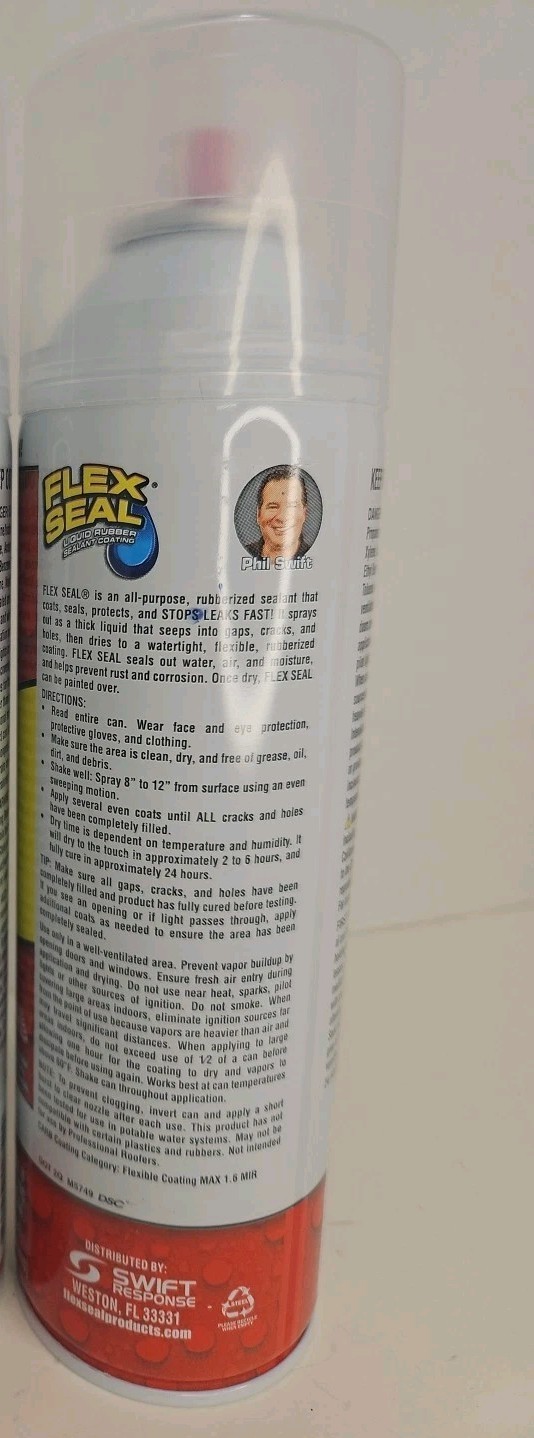 FLEX
SEAL®
LIQUID RUBBER
SEALANT COATING
Phil Swift
FLEX SEAL® is an all-purpose, rubberized sealant that
coats, seals, protects, and STOPS LEAKS FAST! It sprays
out as a thick liquid that seeps into gaps, cracks, and
holes, then dries to a watertight, flexible, rubberized
coating. FLEX SEAL seals out water, air, and moisture,
and helps prevent rust and corrosion. Once dry, FLEX SEAL
can be painted over.
DIRECTIONS:
• Read entire can. Wear face and eye protection,
protective gloves, and clothing.
• Make sure the area is clean, dry, and free of grease, oil,
dirt, and debris.
• Shake well: Spray 8” to 12” from surface using an even
sweeping motion.
• Apply several even coats until ALL cracks and holes
have been completely filled.
• Dry time is dependent on temperature and humidity. It
will dry to the touch in approximately 2 to 6 hours, and
fully cure in approximately 24 hours.
TIP: Make sure all gaps, cracks, and holes have been
completely filled and product has fully cured before testing.
If you see an opening or if light passes through, apply
additional coats as needed to ensure the area has been
completely sealed.
Use only in a well-ventilated area. Prevent vapor buildup by
opening doors and windows. Ensure fresh air entry during
application and drying. Do not use near heat, sparks, pilot
lights or other sources of ignition. Do not smoke. When
covering large areas indoors, eliminate ignition sources far
from the point of use because vapors are heavier than air and
may travel significant distances. When applying to large
areas indoors, do not exceed use of 1/2 of a can before
waiting one hour for the coating to dry and vapors to
dissipate before using again. Works best at can temperatures
above 50°F. Shake can throughout application.
NOTE: To prevent clogging, invert can and apply a short
burst to clear nozzle after each use. This product has not
been tested for use in potable water systems. May not be
compatible with certain plastics and rubbers. Not intended
for use by Professional Roofers.
Coating Category: Flexible Coating MAX 1.6 MIR
DOT 2Q M5749 DSC
DISTRIBUTED BY:
SWIFT
RESPONSE
WESTON, FL 33331
flexsealproducts.com
STEEL
PLEASE RECYCLE
WHEN EMPTY
KEEP